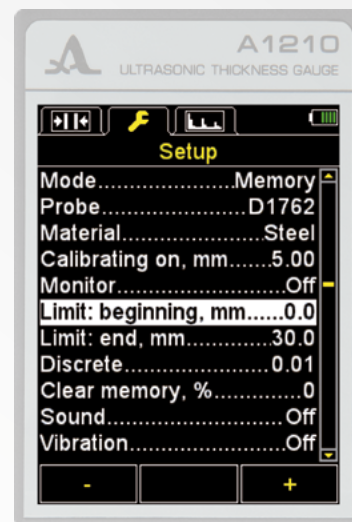 A1210
ULTRASONIC THICKNESS GAUGE
Setup
Mode..............................Memory
Probe..............................D1762
Material..............................Steel
Calibrating on, mm.......5.00
Monitor..............................Off
Limit: beginning, mm......0.0
Limit: end, mm..............30.0
Discrete..........................0.01
Clear memory, %..............0
Sound..............................Off
Vibration..........................Off
- +